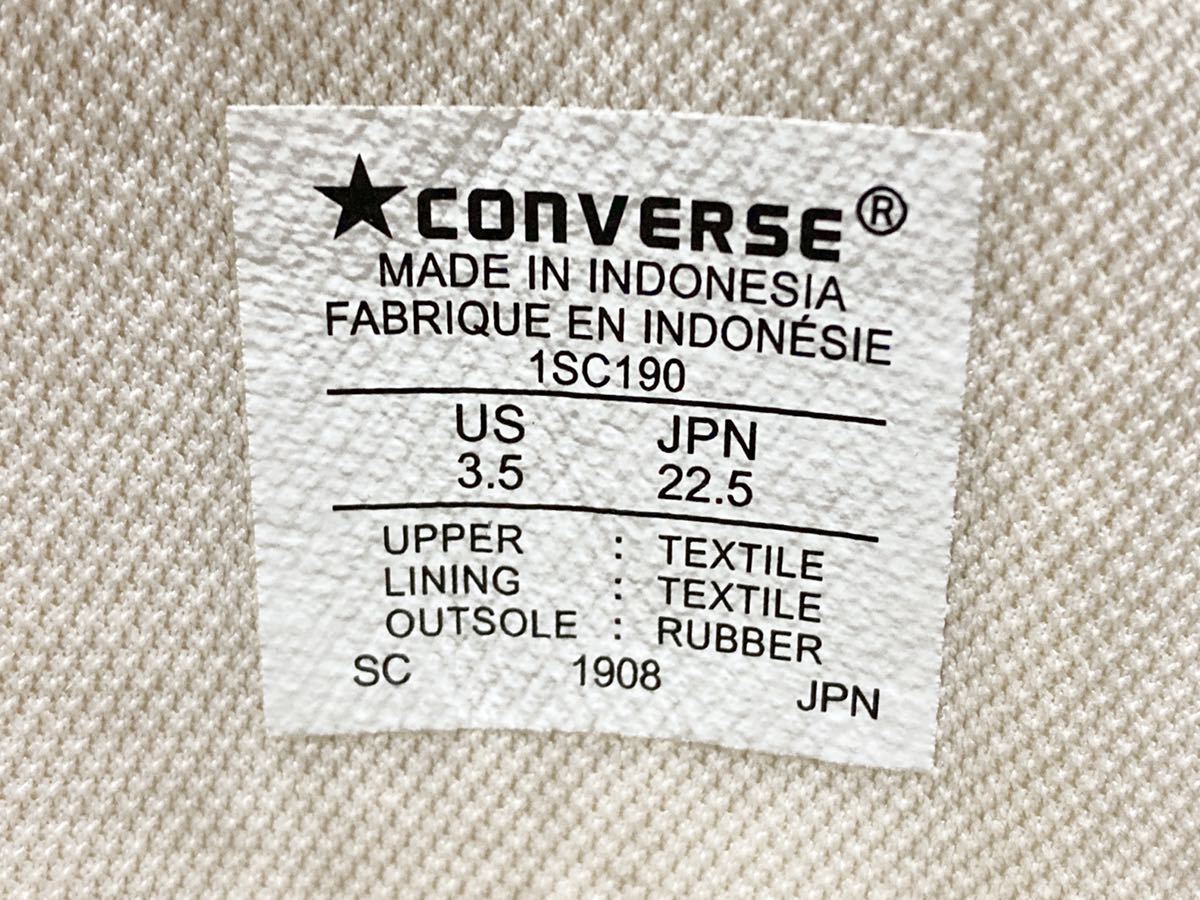 ★CONVERSE®
MADE IN INDONESIA
FABRIQUE EN INDONÉSIE
1SC190
US JPN
3.5 22.5
UPPER : TEXTILE
LINING : TEXTILE
OUTSOLE : RUBBER
SC 1908 JPN